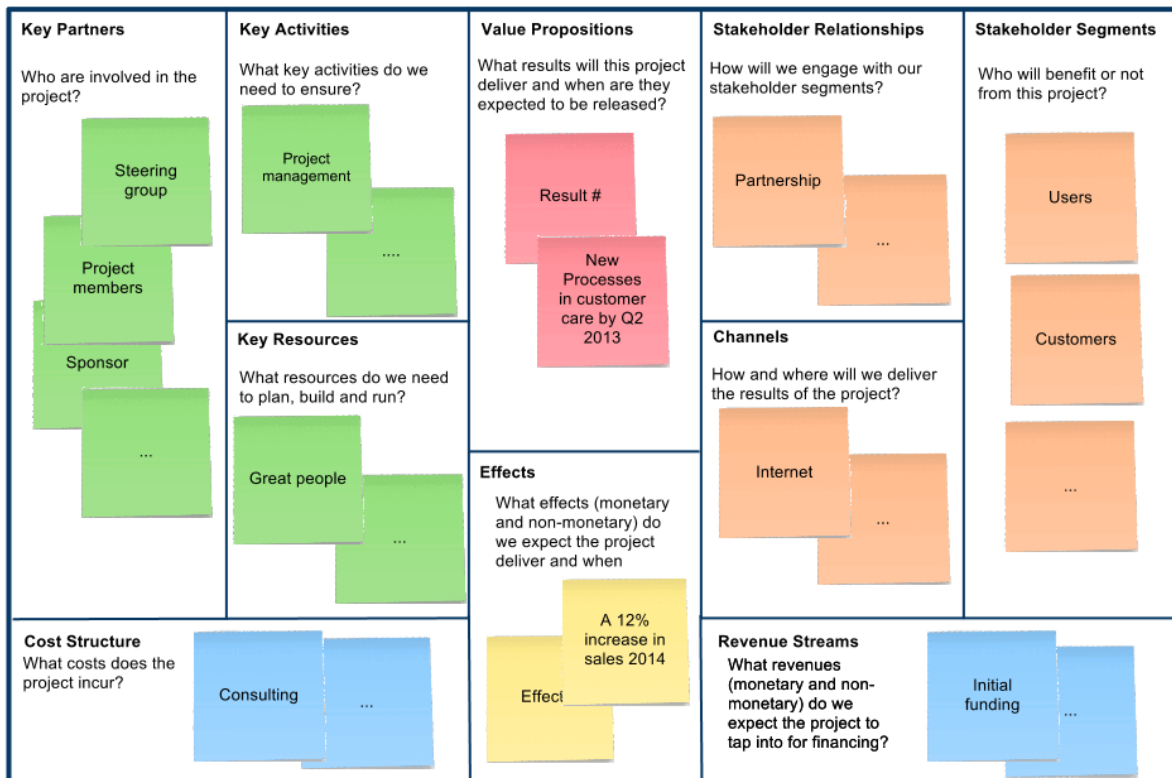 Key Partners
Who are involved in the
project?
Steering
group
Project
members
Sponsor
...
Key Activities
What key activities do we
need to ensure?
Project
management
....
Key Resources
What resources do we need
to plan, build and run?
Great people
...
Value Propositions
What results will this project
deliver and when are they
expected to be released?
Result #
New
Processes
in customer
care by Q2
2013
Effects
What effects (monetary
and non-monetary) do
we expect the project
deliver and when
A 12%
increase in
sales 2014
Effect
Stakeholder Relationships
How will we engage with our
stakeholder segments?
Partnership
...
Channels
How and where will we deliver
the results of the project?
Internet
...
Stakeholder Segments
Who will benefit or not
from this project?
Users
Customers
...
Cost Structure
What costs does the
project incur?
Consulting
...
Revenue Streams
What revenues
(monetary and non-
monetary) do we
expect the project to
tap into for financing?
Initial
funding
...